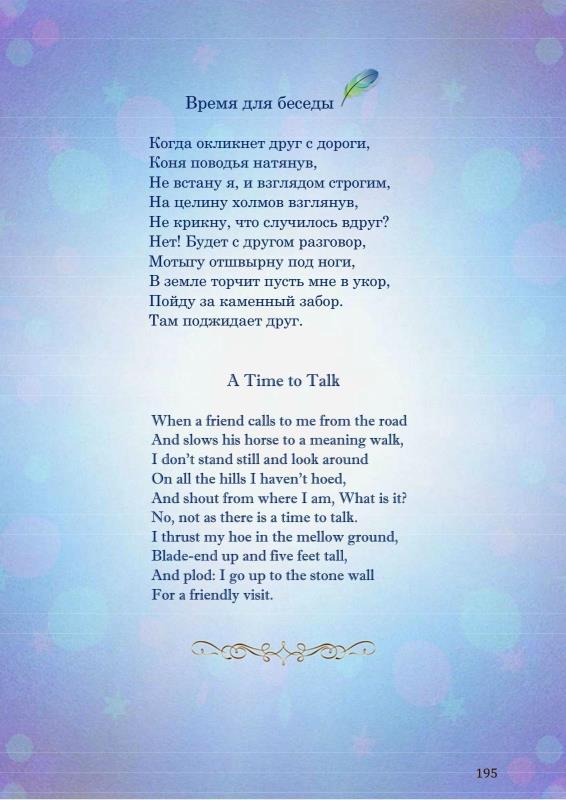 Время для беседы
Когда окликнет друг с дороги,
Коня поводья натянув,
Не встану я, и взглядом строгим,
На целину холмов взглянув,
Не крикну, что случилось вдруг?
Нет! Будет с другом разговор,
Мотыгу отшвырну под ноги,
В земле торчит пусть мне в укор,
Пойду за каменный забор.
Там поджидает друг.
A Time to Talk
When a friend calls to me from the road
And slows his horse to a meaning walk,
I don’t stand still and look around
On all the hills I haven’t hoed,
And shout from where I am, What is it?
No, not as there is a time to talk.
I thrust my hoe in the mellow ground,
Blade-end up and five feet tall,
And plod: I go up to the stone wall
For a friendly visit.
195